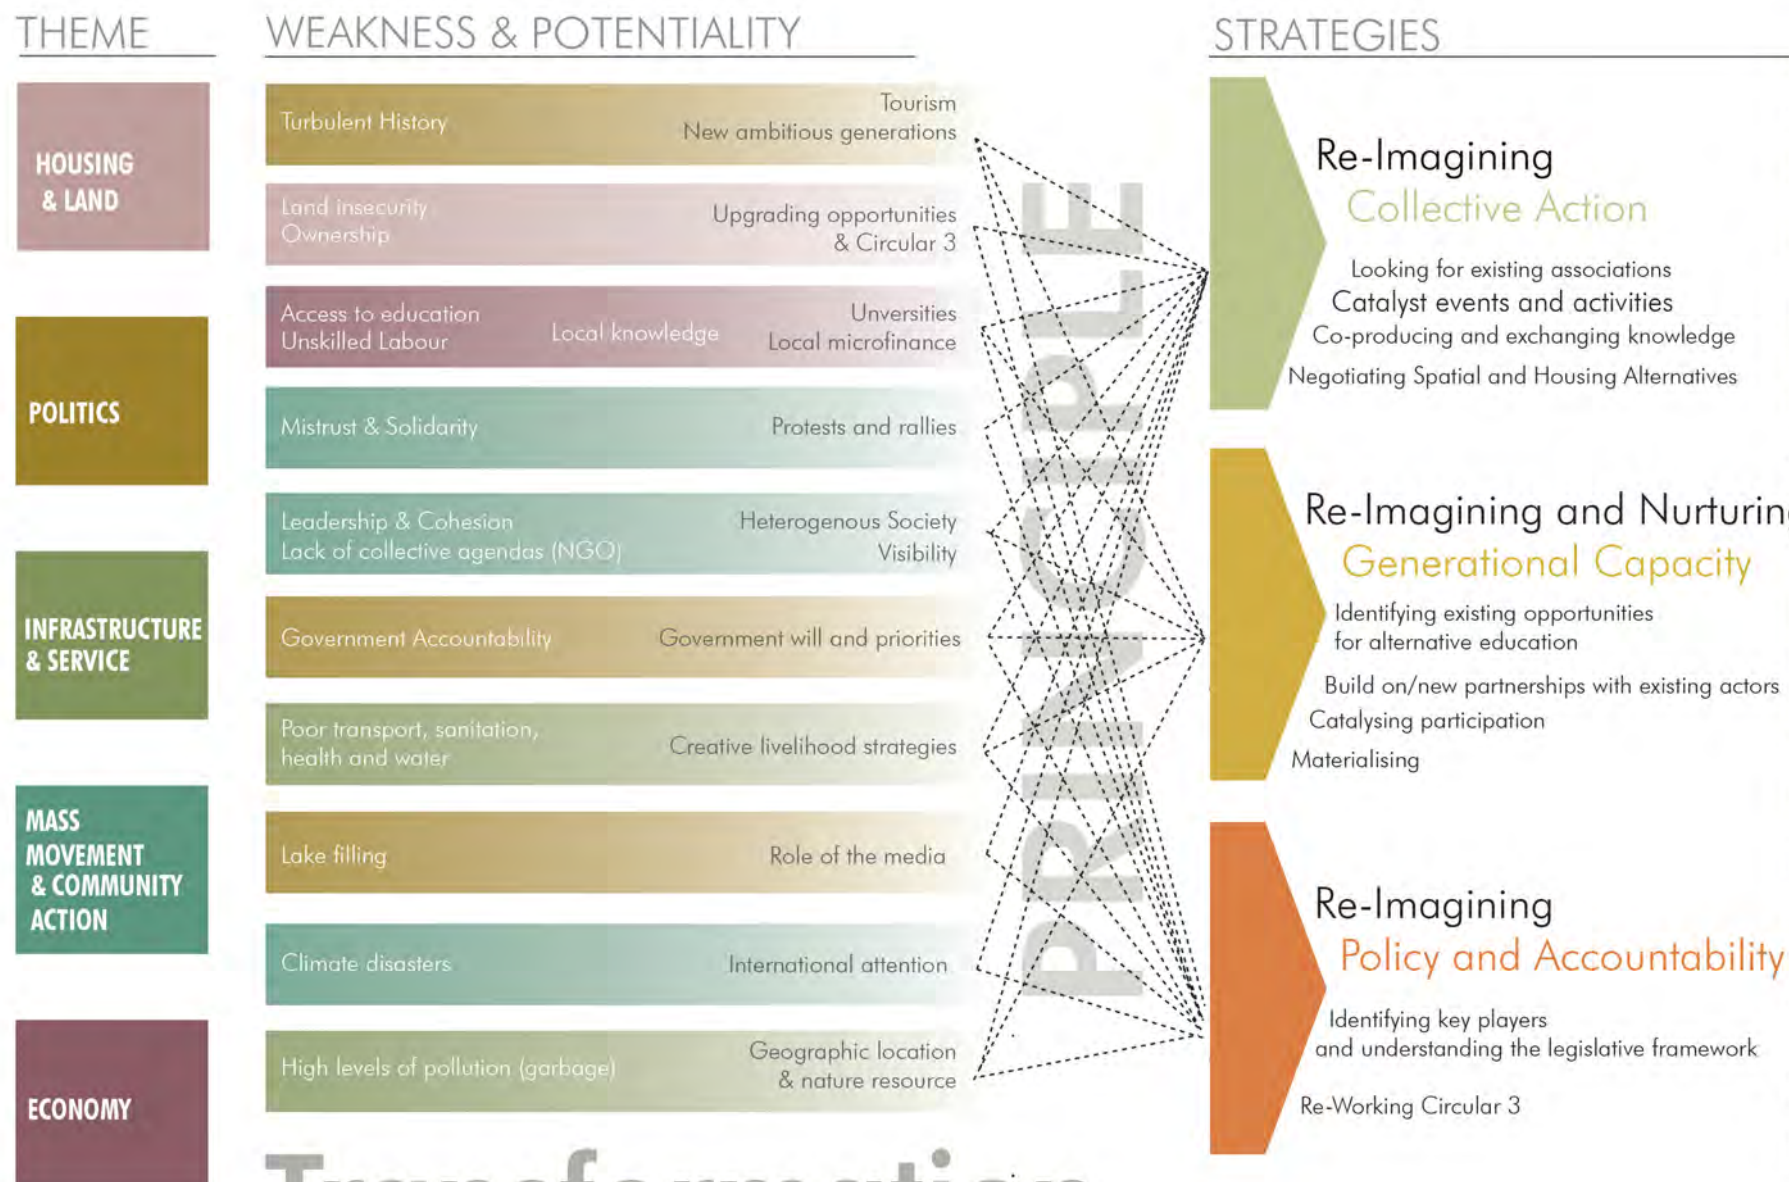 THEME
WEAKNESS & POTENTIALITY
STRATEGIES
HOUSING
& LAND
POLITICS
INFRASTRUCTURE
& SERVICE
MASS
MOVEMENT
& COMMUNITY
ACTION
ECONOMY
Turbulent History
Tourism
New ambitious generations
Land insecurity
Ownership
Upgrading opportunities
& Circular 3
Access to education
Unskilled Labour
Local knowledge
Unversities
Local microfinance
Mistrust & Solidarity
Protests and rallies
Leadership & Cohesion
Lack of collective agendas (NGO)
Heterogenous Society
Visibility
Government Accountability
Government will and priorities
Poor transport, sanitation,
health and water
Creative livelihood strategies
Lake filling
Role of the media
Climate disasters
International attention
High levels of pollution (garbage)
Geographic location
& nature resource
PRINCIPLE
Re-Imagining
Collective Action
Looking for existing associations
Catalyst events and activities
Co-producing and exchanging knowledge
Negotiating Spatial and Housing Alternatives
Re-Imagining and Nurturing
Generational Capacity
Identifying existing opportunities
for alternative education
Build on/new partnerships with existing actors
Catalysing participation
Materialising
Re-Imagining
Policy and Accountability
Identifying key players
and understanding the legislative framework
Re-Working Circular 3
Transformation